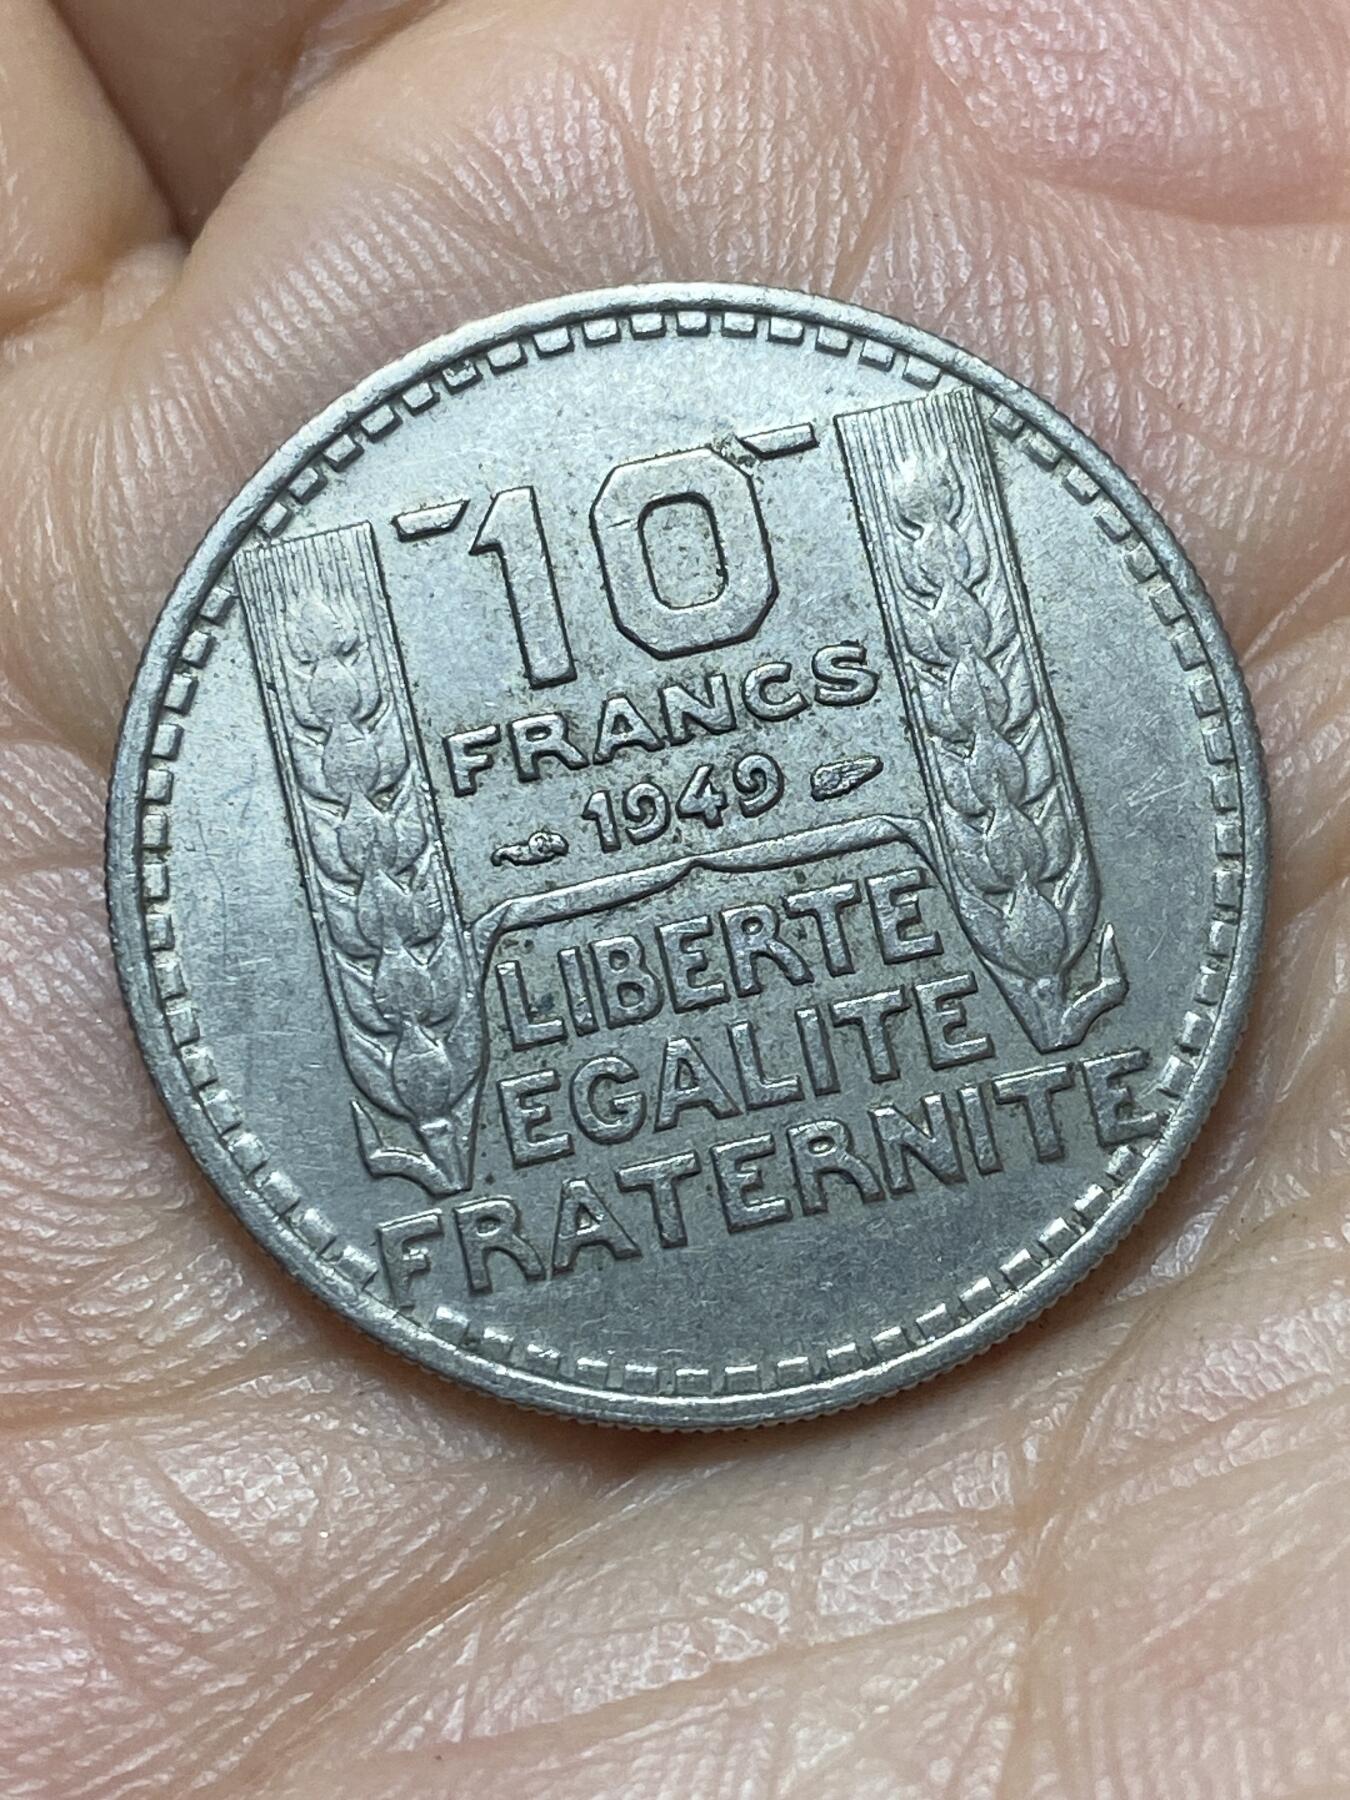 10
FRANCS
1949
LIBERTE
EGALITE
FRATERNITE